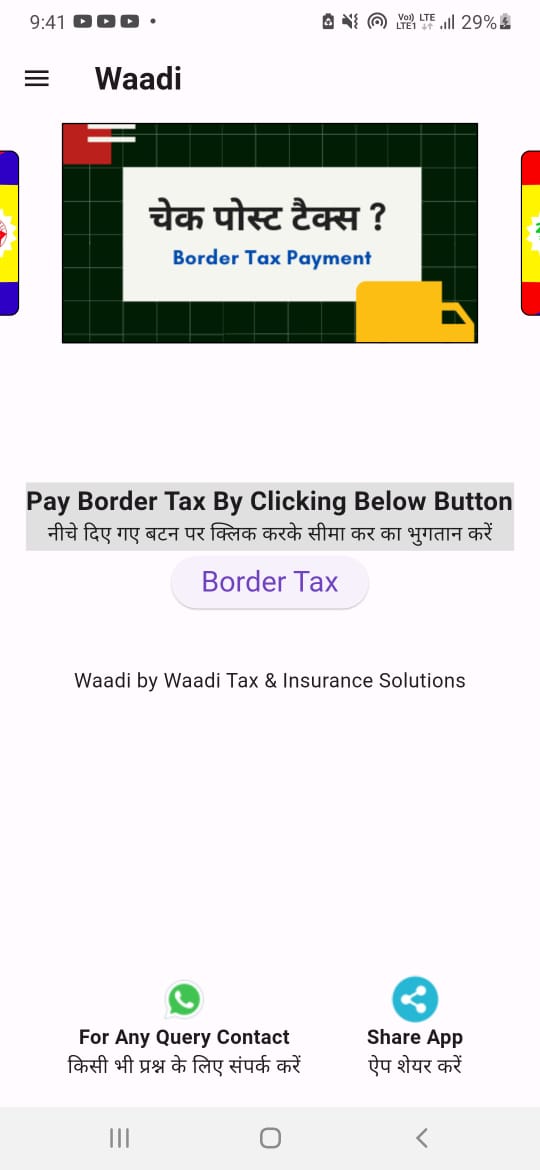 9:41
Vo)) LTE
LTE1
29%
Waadi
चेक पोस्ट टैक्स ?
Border Tax Payment
Pay Border Tax By Clicking Below Button
नीचे दिए गए बटन पर क्लिक करके सीमा कर का भुगतान करें
Border Tax
Waadi by Waadi Tax & Insurance Solutions
For Any Query Contact
किसी भी प्रश्न के लिए संपर्क करें
Share App
ऐप शेयर करें